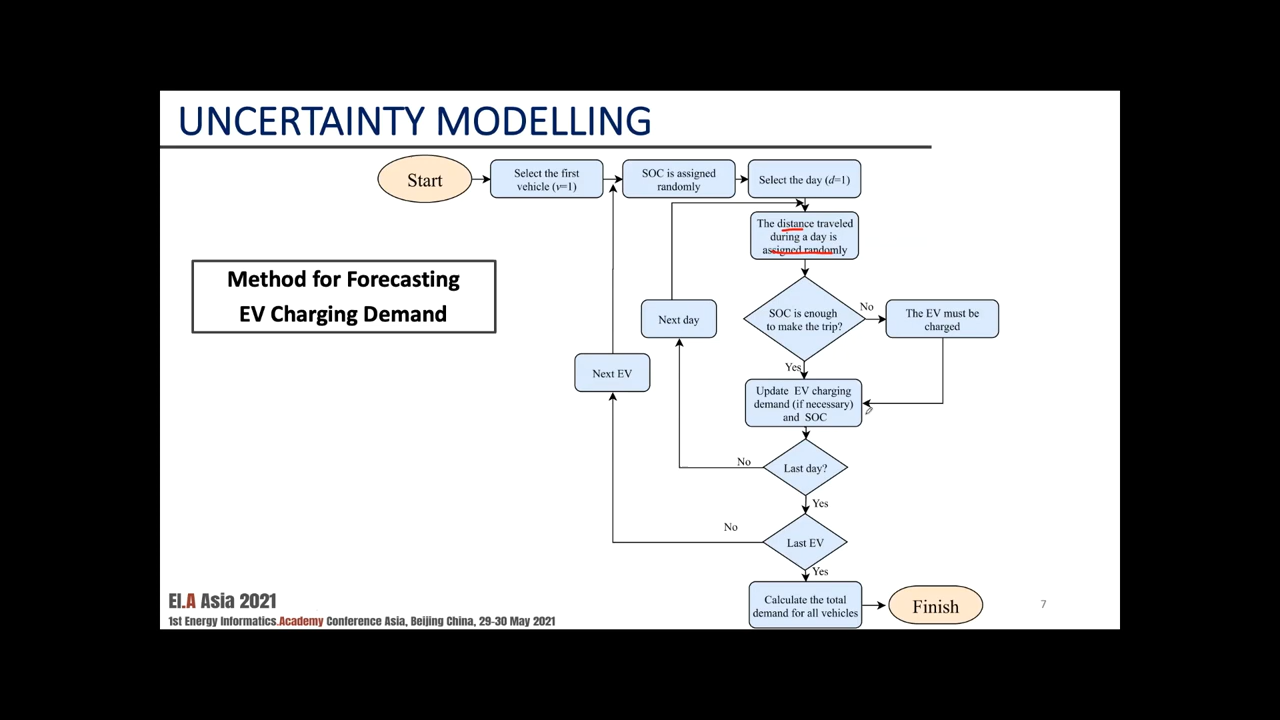 UNCERTAINTY MODELLING
Start
Select the first
vehicle (v=1)
SOC is assigned
randomly
Select the day (d=1)
The distance traveled
during a day is
assigned randomly
Method for Forecasting
EV Charging Demand
SOC is enough
to make the trip?
No
The EV must be
charged
Next day
Yes
Next EV
Update EV charging
demand (if necessary)
and SOC
No
Last day?
Yes
No
Last EV
Yes
Calculate the total
demand for all vehicles
Finish
EI.A Asia 2021
1st Energy Informatics.Academy Conference Asia, Beijing China, 29-30 May 2021
7